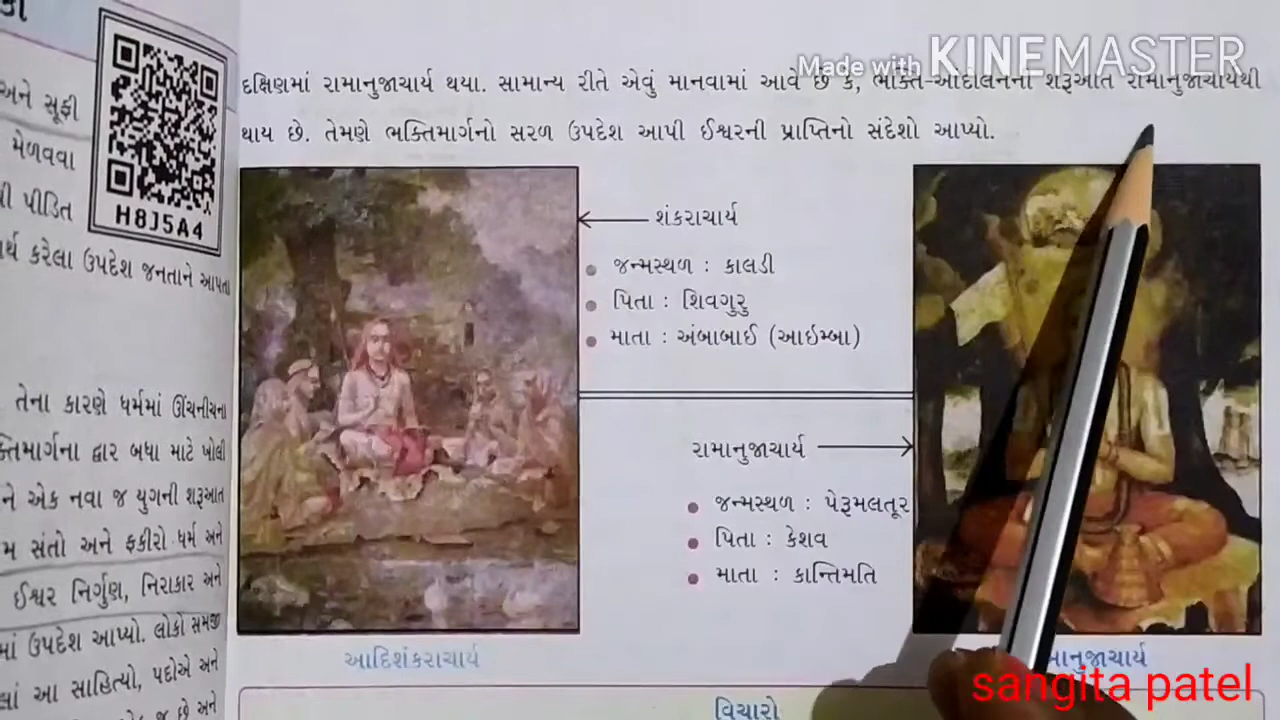 અને સૂફી
મેળવવા
પીડિત
કરેલા ઉપદેશ જનતાને આપતા
તેના કારણે ધર્મમાં ઊંચનીચના
દ્વાર બધા માટે ખોલી
એક નવા જ યુગની શરૂઆત
સંતો અને ફકીરો ધર્મ અને
ઈશ્વર નિર્ગુણ, નિરાકાર અને
ઉપદેશ આપ્યો. લોકો સમજી
આ સાહિત્યો, પદોએ અને
જ છે અને
H8J5A4
Made with KINEMASTER
દક્ષિણમાં રામાનુજાચાર્ય થયા. સામાન્ય રીતે એવું માનવામાં આવે છે કે, ભક્તિ-આંદોલનની શરૂઆત રામાનુજાચાર્યથી
થાય છે. તેમણે ભક્તિમાર્ગનો સરળ ઉપદેશ આપી ઈશ્વરની પ્રાપ્તિનો સંદેશો આપ્યો.
શંકરાચાર્ય
જન્મસ્થળ : કાલડી
પિતા : શિવગુરુ
માતા : અંબાબાઈ (આઇમ્બા)
રામાનુજાચાર્ય
જન્મસ્થળ : પેરૂમલતૂર
પિતા : કેશવ
માતા : કાન્તિમતિ
આદિશંકરાચાર્ય
sangita patel
વિચારો